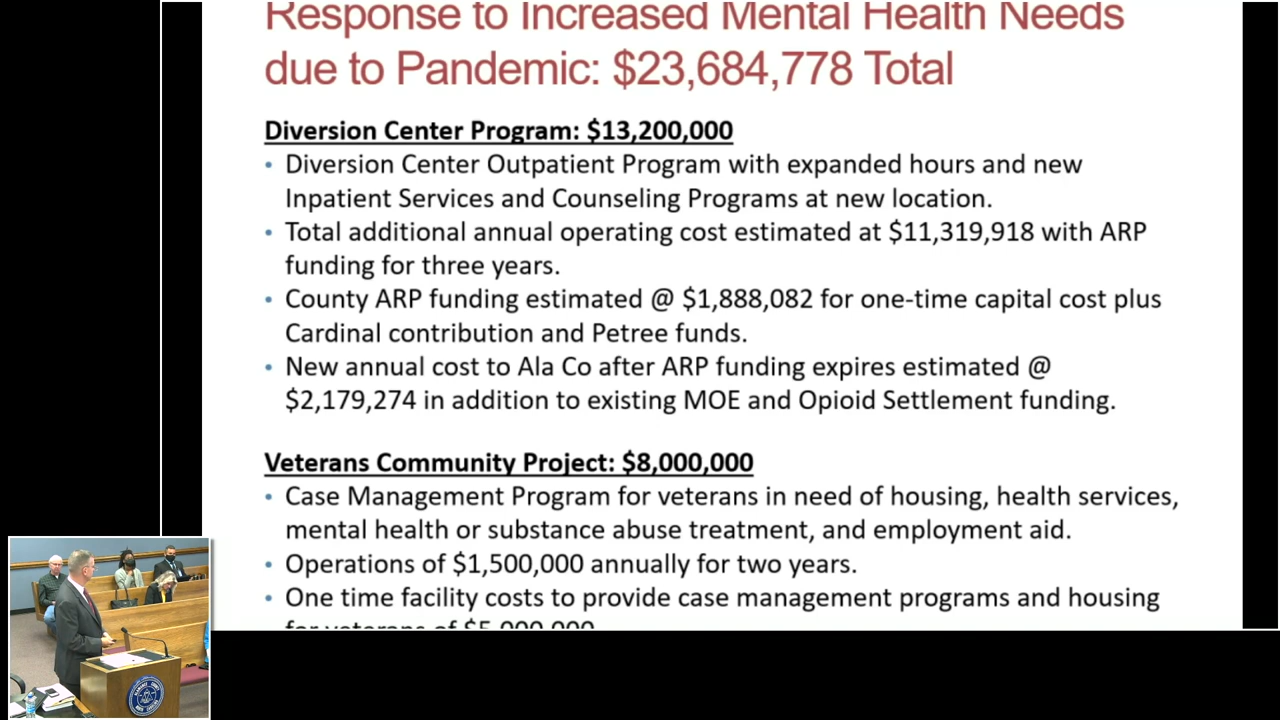 Response to Increased Mental Health Needs
due to Pandemic: $23,684,778 Total
Diversion Center Program: $13,200,000
• Diversion Center Outpatient Program with expanded hours and new
Inpatient Services and Counseling Programs at new location.
• Total additional annual operating cost estimated at $11,319,918 with ARP
funding for three years.
• County ARP funding estimated @ $1,888,082 for one-time capital cost plus
Cardinal contribution and Petree funds.
• New annual cost to Ala Co after ARP funding expires estimated @
$2,179,274 in addition to existing MOE and Opioid Settlement funding.
Veterans Community Project: $8,000,000
• Case Management Program for veterans in need of housing, health services,
mental health or substance abuse treatment, and employment aid.
• Operations of $1,500,000 annually for two years.
• One time facility costs to provide case management programs and housing
for veterans of $5,000,000